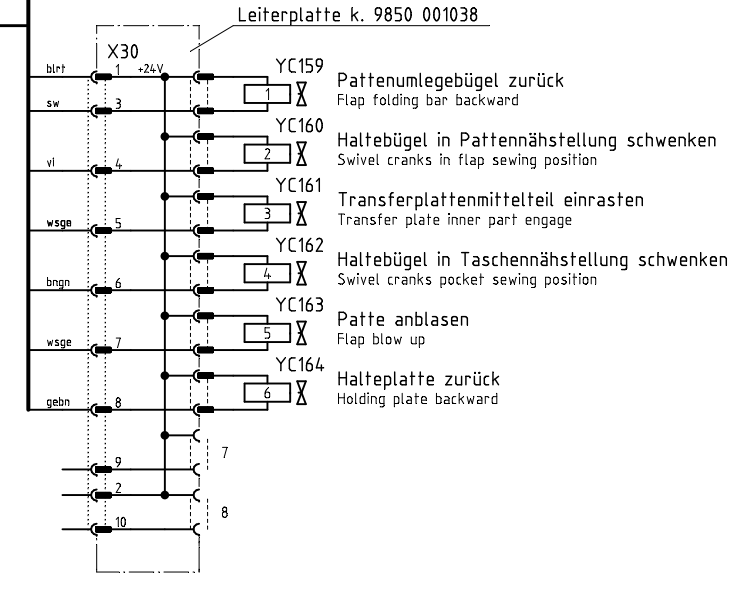 Leiterplatte k. 9850 001038
X30
blrt 1 +24V YC159
1 Pattenumlegebügel zurück
Flap folding bar backward
sw 3
YC160
2 Haltebügel in Pattennähstellung schwenken
Swivel cranks in flap sewing position
vi 4
YC161
3 Transferplattenmittelteil einrasten
Transfer plate inner part engage
wsge 5
YC162
4 Haltebügel in Taschennähstellung schwenken
Swivel cranks pocket sewing position
bngn 6
YC163
5 Patte anblasen
Flap blow up
wsge 7
YC164
6 Halteplatte zurück
Holding plate backward
gebn 8
7
9
2
8
10